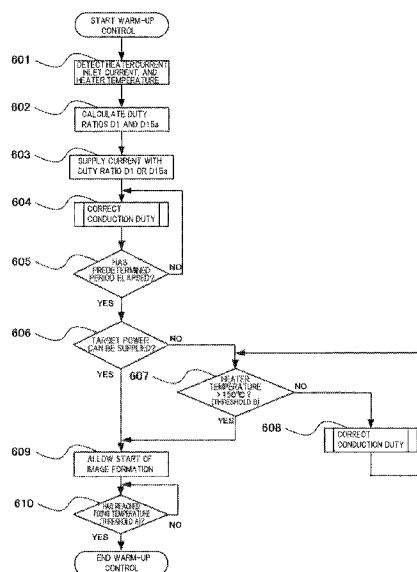 START WARM-UP
CONTROL
601
DETECT HEATER CURRENT,
INLET CURRENT, AND
HEATER TEMPERATURE
602
CALCULATE DUTY
RATIOS D1 AND D15a
603
SUPPLY CURRENT WITH
DUTY RATIO D1 OR D15a
604
CORRECT
CONDUCTION DUTY
605
HAS
PREDETERMINED
PERIOD ELAPSED?
NO
YES
606
TARGET POWER
CAN BE SUPPLIED?
NO
YES
607
HEATER
TEMPERATURE
>150°C ?
(THRESHOLD B)
NO
YES
608
CORRECT
CONDUCTION DUTY
609
ALLOW START OF
IMAGE FORMATION
610
HAS REACHED
FIXING TEMPERATURE
(THRESHOLD A)?
NO
YES
END WARM-UP
CONTROL